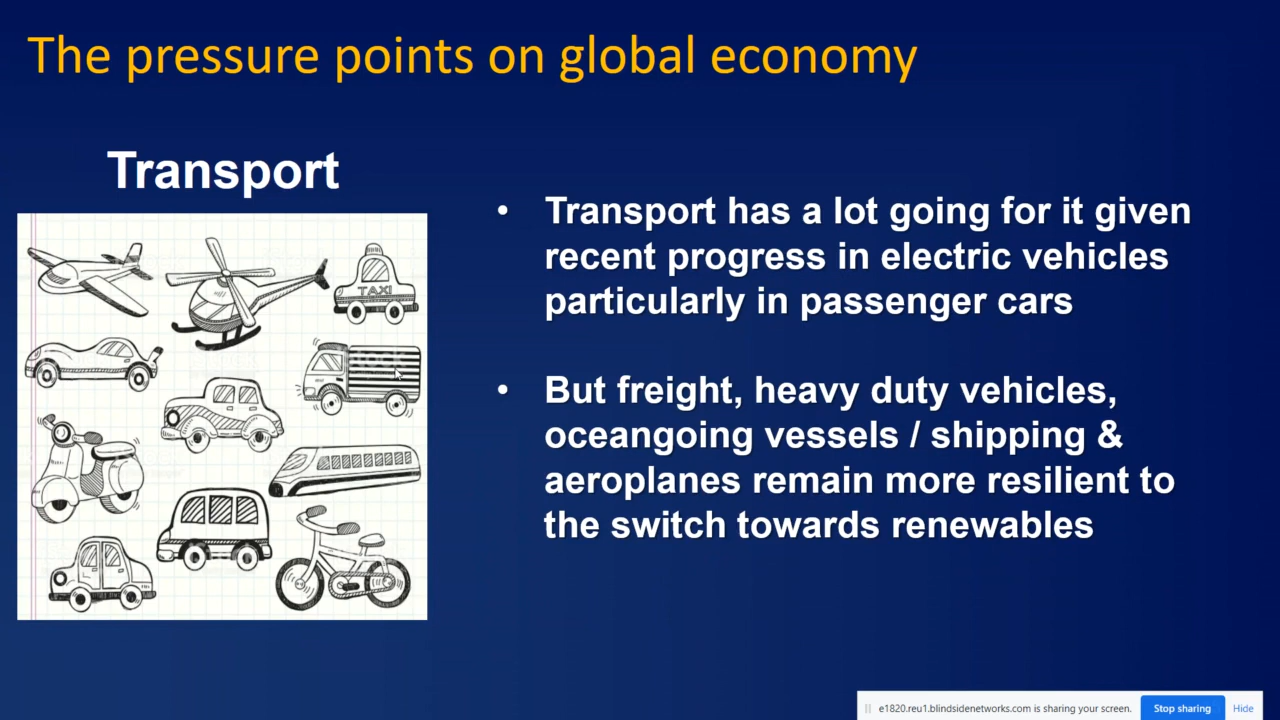 The pressure points on global economy
Transport
TAXI
• Transport has a lot going for it given
recent progress in electric vehicles
particularly in passenger cars
• But freight, heavy duty vehicles,
oceangoing vessels / shipping &
aeroplanes remain more resilient to
the switch towards renewables
e1820.reu1.blindsidenetworks.com is sharing your screen.
Stop sharing
Hide